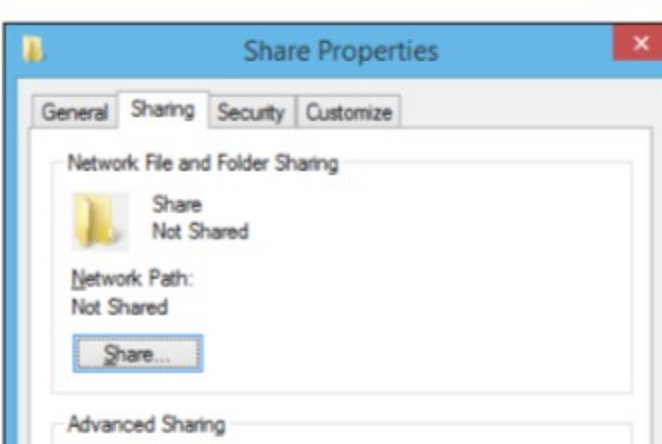 Share Properties
General Sharing Security Customize
Network File and Folder Sharing
Share
Not Shared
Network Path:
Not Shared
Share...
Advanced Sharing